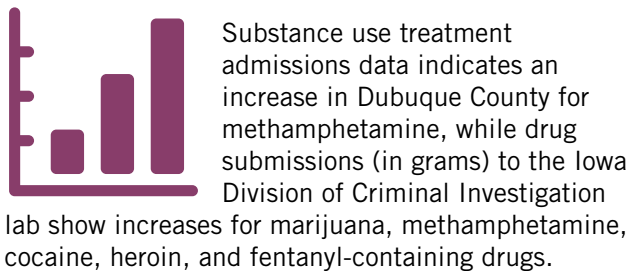 Substance use treatment
admissions data indicates an
increase in Dubuque County for
methamphetamine, while drug
submissions (in grams) to the Iowa
Division of Criminal Investigation
lab show increases for marijuana, methamphetamine,
cocaine, heroin, and fentanyl-containing drugs.